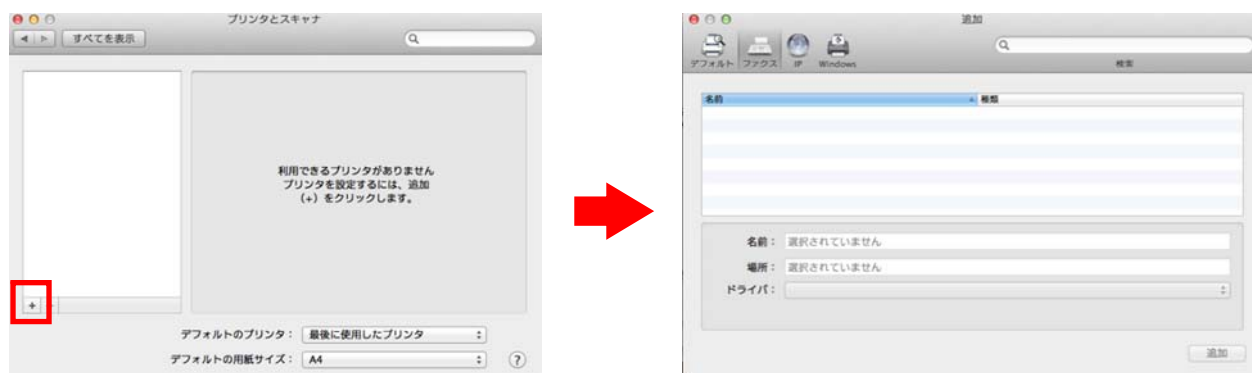 プリンタとスキャナ
すべてを表示
利用できるプリンタがありません
プリンタを設定するには、追加
(+) をクリックします。
+
デフォルトのプリンタ： 最後に使用したプリンタ
デフォルトの用紙サイズ： A4
?
追加
デフォルト ファクス IP Windows 検索
名前 種類
名前： 選択されていません
場所： 選択されていません
ドライバ：
追加